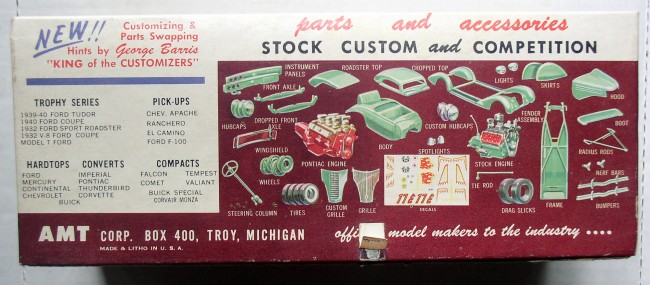 NEW!!
Customizing &
Parts Swapping
Hints by George Barris
"KING of the CUSTOMIZERS"
TROPHY SERIES
1939-40 FORD TUDOR
1940 FORD COUPE
1932 FORD SPORT ROADSTER
1932 V-8 FORD COUPE
MODEL T FORD
PICK-UPS
CHEV. APACHE
RANCHERO
EL CAMINO
FORD F-100
HARDTOPS CONVERTS
FORD IMPERIAL
MERCURY PONTIAC
CONTINENTAL THUNDERBIRD
CHEVROLET CORVETTE
BUICK
COMPACTS
FALCON TEMPEST
COMET VALIANT
BUICK SPECIAL
CORVAIR MONZA
parts and accessories
STOCK CUSTOM and COMPETITION
INSTRUMENT
PANELS
ROADSTER TOP
CHOPPED TOP
LIGHTS
SKIRTS
HOOD
FRONT AXLE
HUBCAPS
DROPPED FRONT
AXLE
CUSTOM HUBCAPS
FENDER
ASSEMBLY
BOOT
WINDSHIELD
BODY
SPOTLIGHTS
RADIUS RODS
PONTIAC ENGINE
STOCK ENGINE
WHEELS
TIE ROD
NERF BARS
STEERING COLUMN
TIRES
CUSTOM
GRILLE
GRILLE
DECALS
DRAG SLICKS
FRAME
BUMPERS
AMT CORP. BOX 400, TROY, MICHIGAN
MADE & LITHO IN U. S. A.
model makers to the industry ....